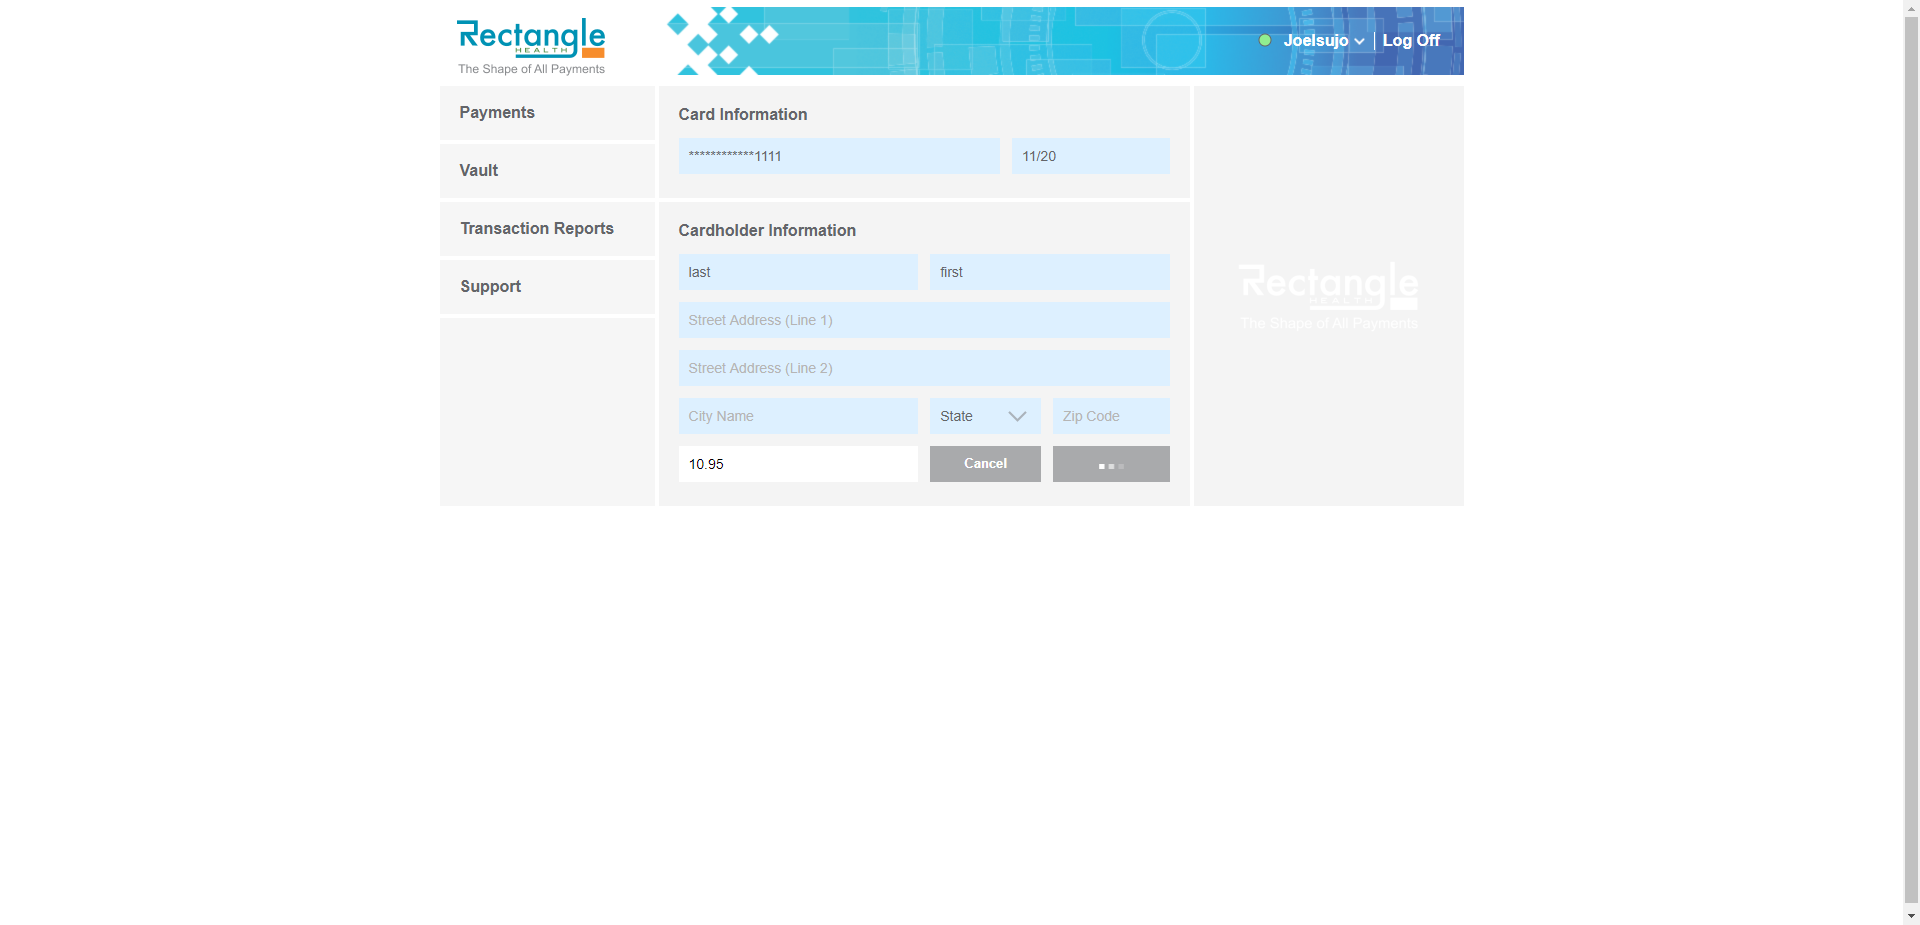 Rectangle
HEALTH
The Shape of All Payments
Joelsujo | Log Off
Payments
Vault
Transaction Reports
Support
Card Information
************1111
11/20
Cardholder Information
last
first
Street Address (Line 1)
Street Address (Line 2)
City Name
State
Zip Code
10.95
Cancel
Rectangle
HEALTH
The Shape of All Payments